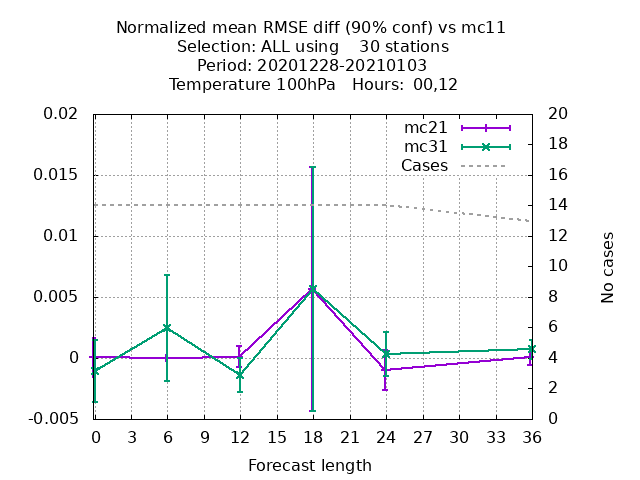 Normalized mean RMSE diff (90% conf) vs mc11
Selection: ALL using    30 stations
Period: 20201228-20210103
Temperature 100hPa   Hours: 00,12
mc21
mc31
Cases
0.02
0.015
0.01
0.005
0
-0.005
20
18
16
14
12
10
8
6
4
2
0
No cases
0 3 6 9 12 15 18 21 24 27 30 33 36
Forecast length